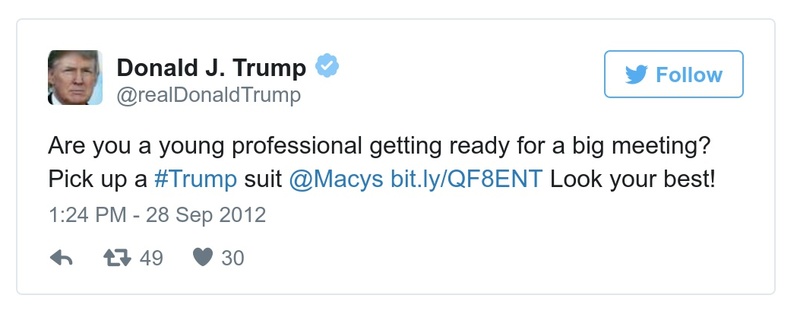 Donald J. Trump
@realDonaldTrump
Follow
Are you a young professional getting ready for a big meeting?
Pick up a #Trump suit @Macys bit.ly/QF8ENT Look your best!
1:24 PM - 28 Sep 2012
49 30